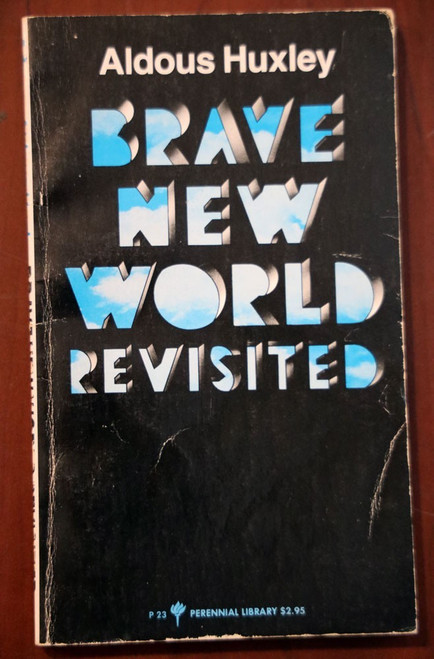 Aldous Huxley
BRAVE
NEW
WORLD
REVISITED
P 23 PERENNIAL LIBRARY $2.95